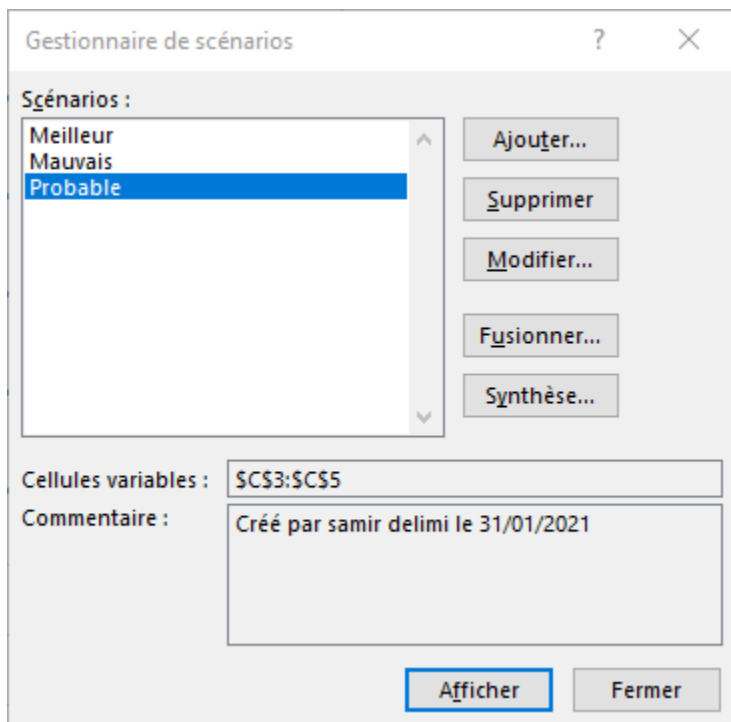 Gestionnaire de scénarios
?
Scénarios :
Meilleur
Mauvais
Probable
Ajouter...
Supprimer
Modifier...
Fusionner...
Synthèse...
Cellules variables : $C$3:$C$5
Commentaire : Créé par samir delimi le 31/01/2021
Afficher Fermer